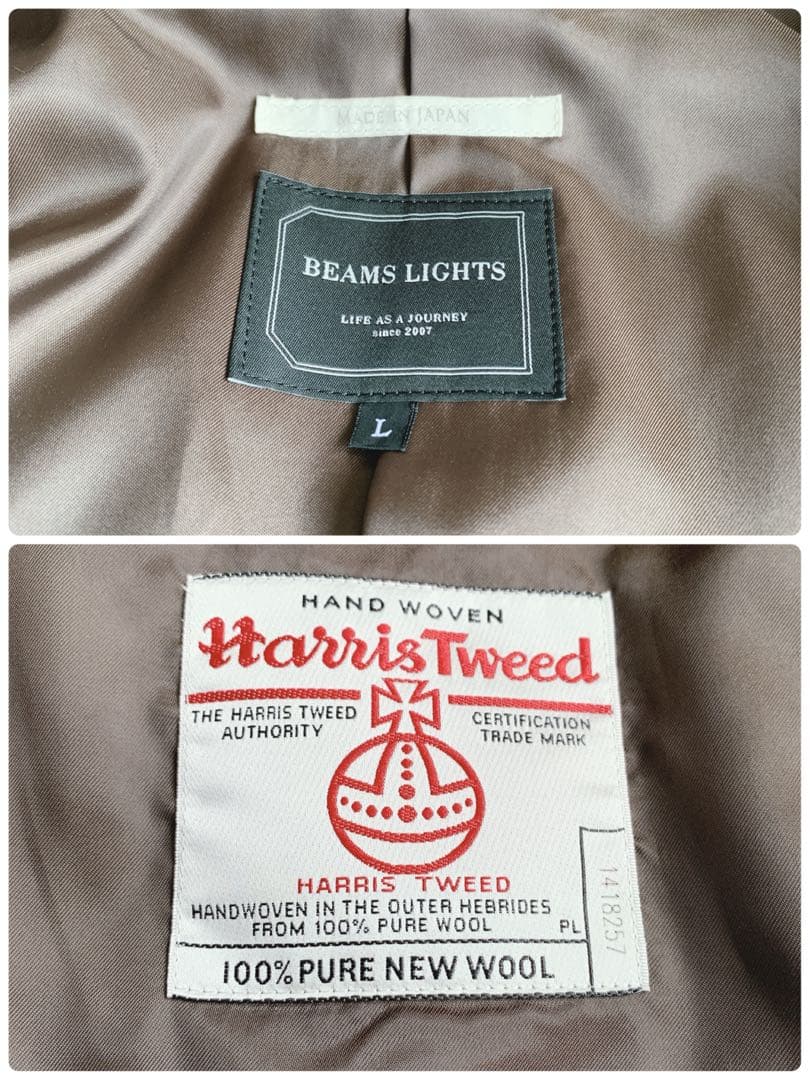 MADE IN JAPAN
BEAMS LIGHTS
LIFE AS A JOURNEY
since 2007
L
HAND WOVEN
Harris Tweed
THE HARRIS TWEED
AUTHORITY
CERTIFICATION
TRADE MARK
HARRIS TWEED
HANDWOVEN IN THE OUTER HEBRIDES
FROM 100% PURE WOOL
PL
1418257
100% PURE NEW WOOL